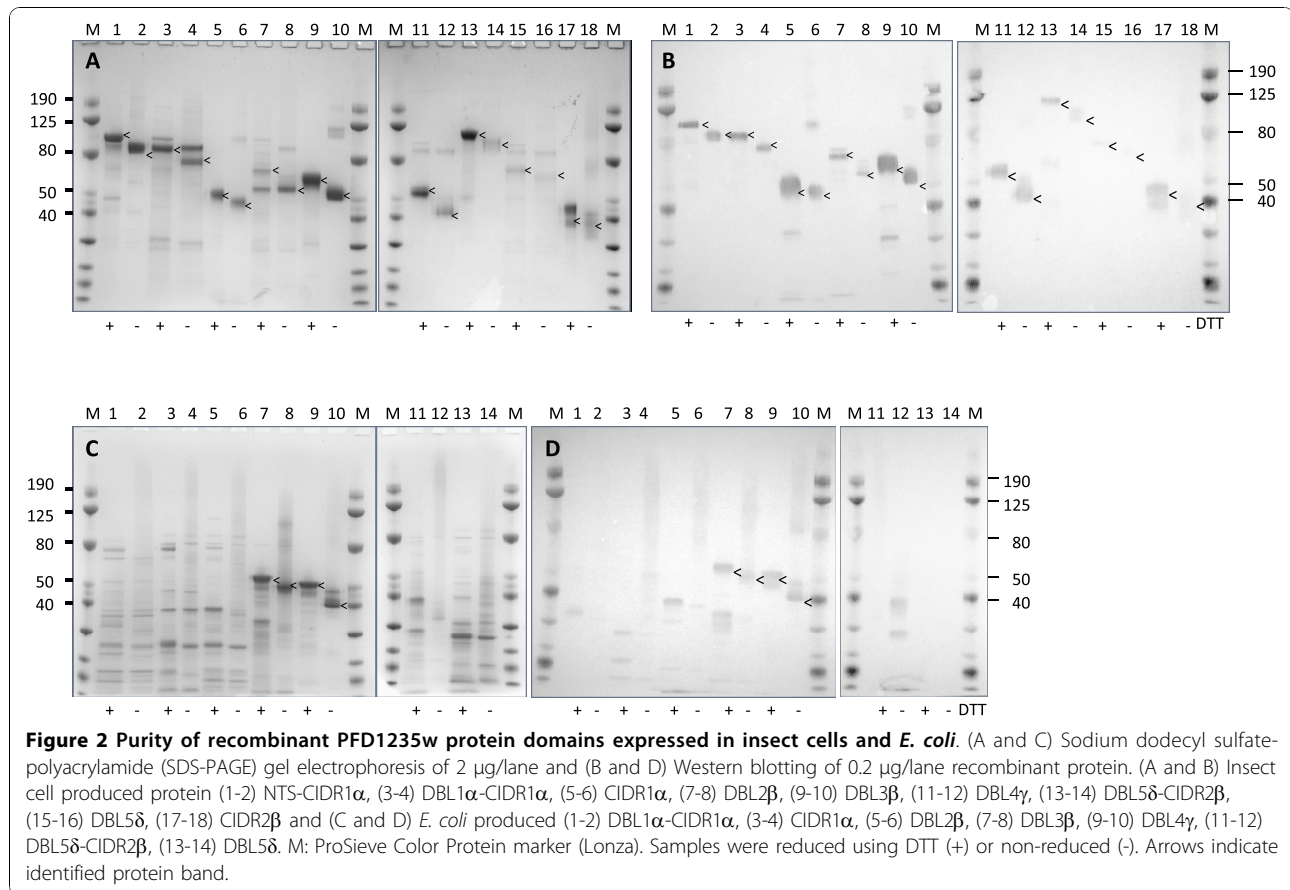 M 1 2 3 4 5 6 7 8 9 10 M
11 12 13 14 15 16 17 18 M
M 1 2 3 4 5 6 7 8 9 10 M
M 11 12 13 14 15 16 17 18 M
A
B
190
125
80
50
40
190
125
80
50
40
+ - + - + - + - + -
+ - + - + - + -
+ - + - + - + - + -
+ - + - + - + - DTT
M 1 2 3 4 5 6 7 8 9 10 M
M 11 12 13 14 M
M 1 2 3 4 5 6 7 8 9 10 M
M 11 12 13 14 M
C
D
190
125
80
50
40
190
125
80
50
40
+ - + - + - + - + -
+ - + -
+ - + - + - + - + -
+ - + - DTT
Figure 2 Purity of recombinant PFD1235w protein domains expressed in insect cells and E. coli. (A and C) Sodium dodecyl sulfate-
polyacrylamide (SDS-PAGE) gel electrophoresis of 2 μg/lane and (B and D) Western blotting of 0.2 μg/lane recombinant protein. (A and B) Insect
cell produced protein (1-2) NTS-CIDR1α, (3-4) DBL1α-CIDR1α, (5-6) CIDR1α, (7-8) DBL2β, (9-10) DBL3β, (11-12) DBL4γ, (13-14) DBL5δ-CIDR2β,
(15-16) DBL5δ, (17-18) CIDR2β and (C and D) E. coli produced (1-2) DBL1α-CIDR1α, (3-4) CIDR1α, (5-6) DBL2β, (7-8) DBL3β, (9-10) DBL4γ, (11-12)
DBL5δ-CIDR2β, (13-14) DBL5δ. M: ProSieve Color Protein marker (Lonza). Samples were reduced using DTT (+) or non-reduced (-). Arrows indicate
identified protein band.